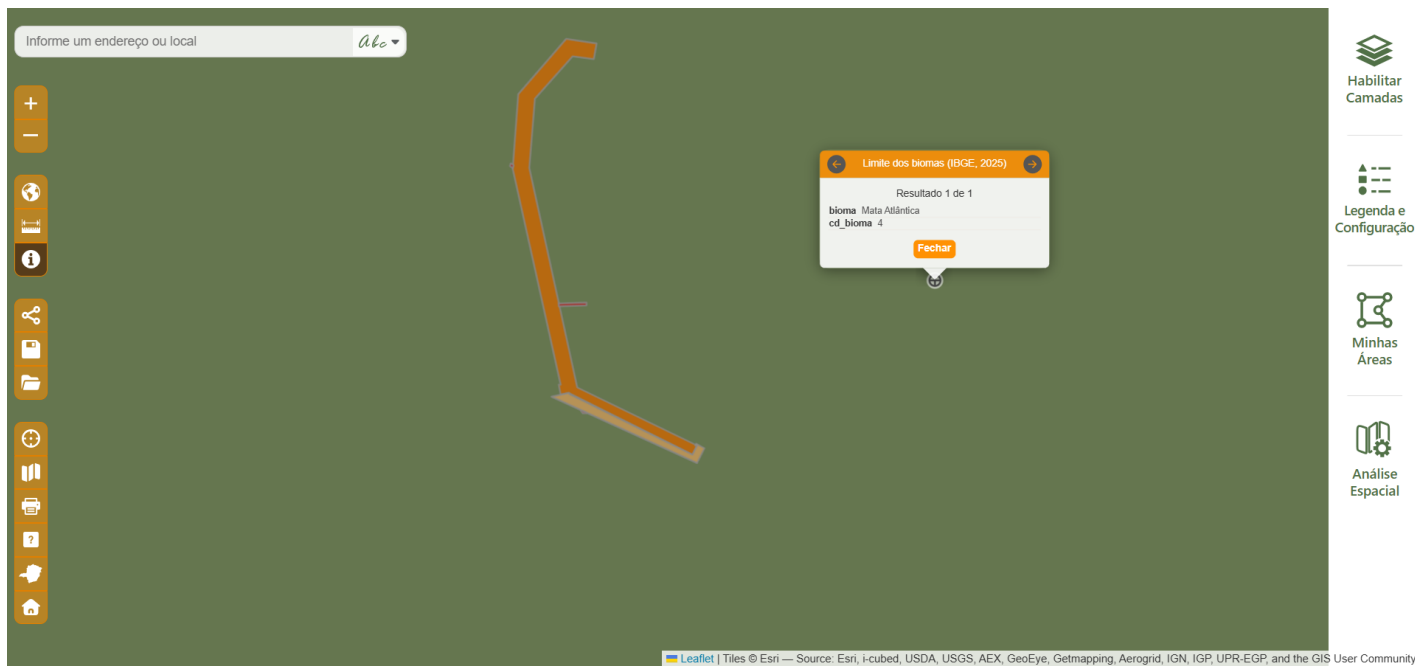 Informe um endereço ou local
Abc
+
−
Limite dos biomas (IBGE, 2025)
Resultado 1 de 1
bioma Mata Atlântica
cd_bioma 4
Fechar
Habilitar
Camadas
Legenda e
Configuração
Minhas
Áreas
Análise
Espacial
Leaflet | Tiles © Esri — Source: Esri, i-cubed, USDA, USGS, AEX, GeoEye, Getmapping, Aerogrid, IGN, IGP, UPR-EGP, and the GIS User Community